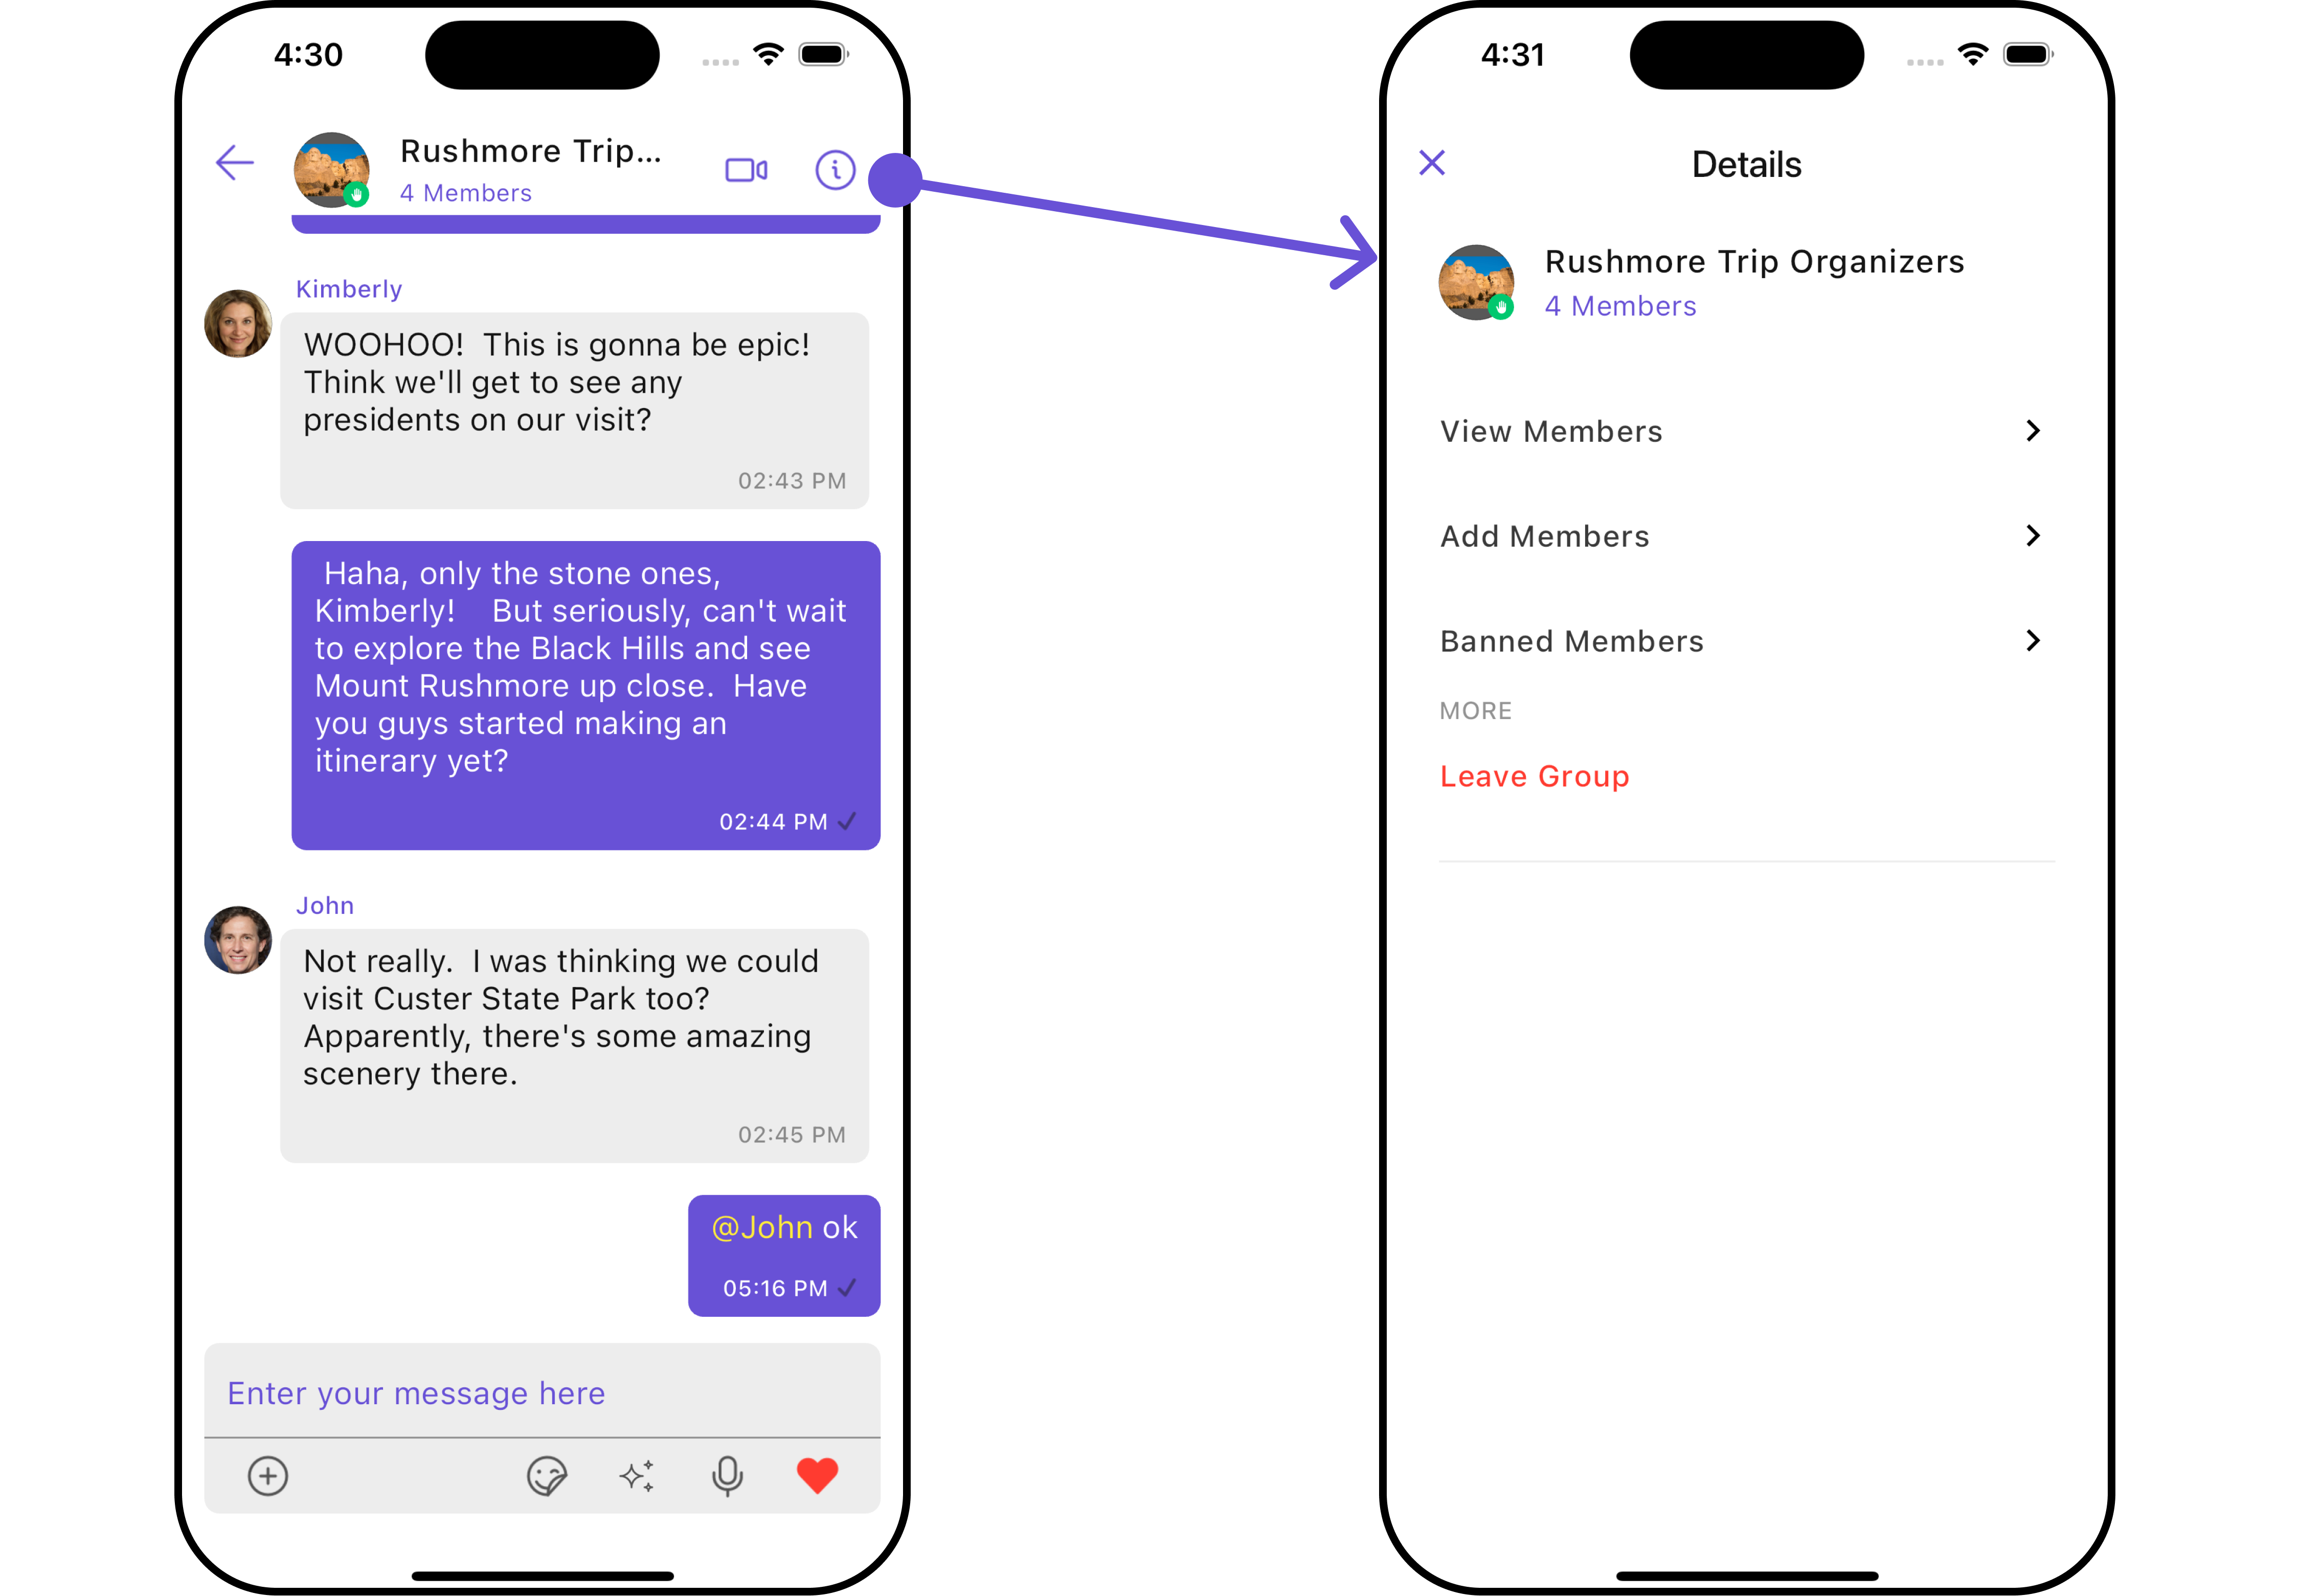 4:30
Rushmore Trip...
4 Members
Kimberly
WOOHOO!  This is gonna be epic!
Think we'll get to see any
presidents on our visit?
02:43 PM
Haha, only the stone ones,
Kimberly!    But seriously, can't wait
to explore the Black Hills and see
Mount Rushmore up close.  Have
you guys started making an
itinerary yet?
02:44 PM
John
Not really.  I was thinking we could
visit Custer State Park too?
Apparently, there's some amazing
scenery there.
02:45 PM
@John ok
05:16 PM
Enter your message here
4:31
Details
Rushmore Trip Organizers
4 Members
View Members
Add Members
Banned Members
MORE
Leave Group